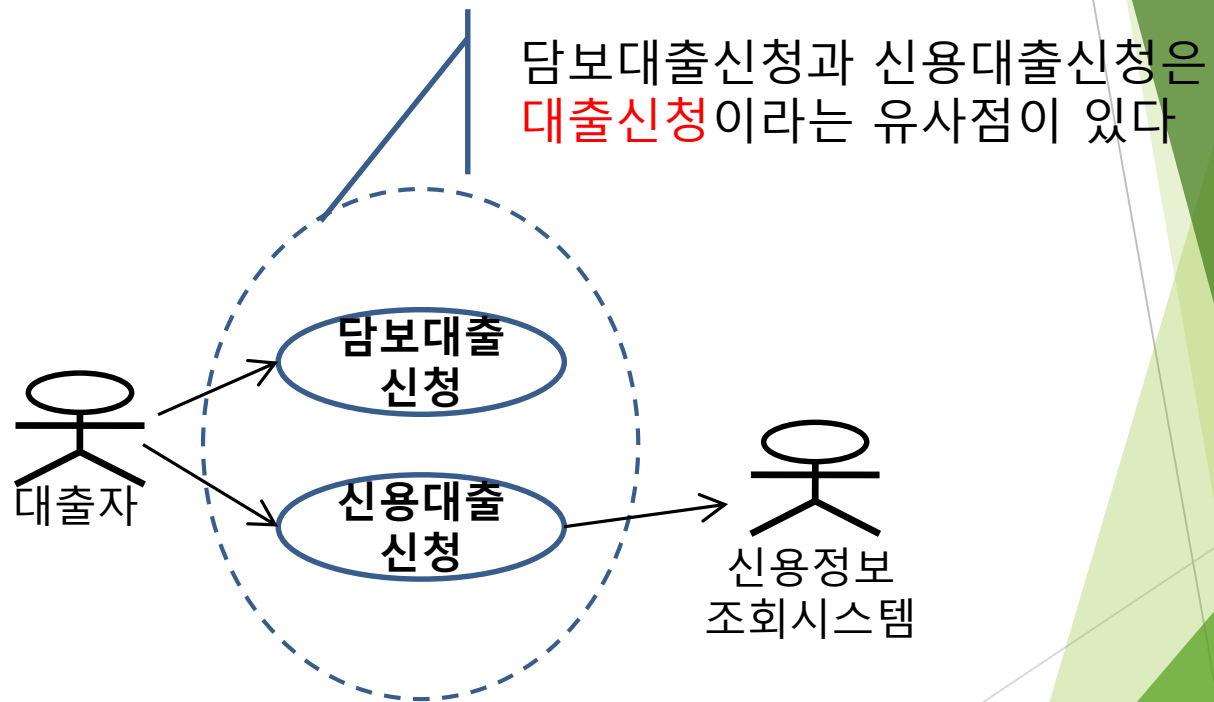 담보대출신청과 신용대출신청은
대출신청이라는 유사점이 있다
담보대출
신청
대출자
신용대출
신청
신용정보
조회시스템